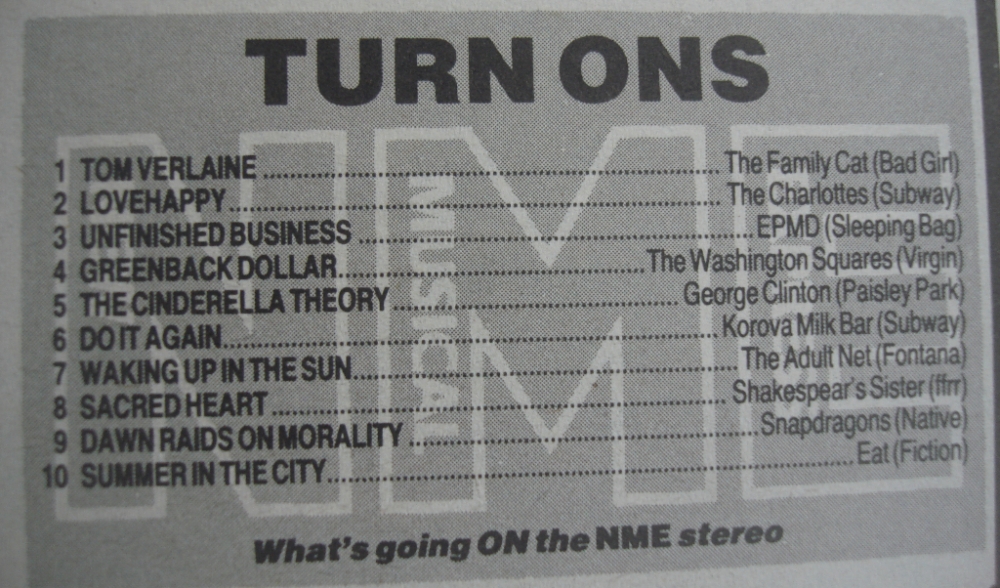 TURN ONS
1 TOM VERLAINE ........ The Family Cat (Bad Girl)
2 LOVEHAPPY ........ The Charlottes (Subway)
3 UNFINISHED BUSINESS ........ EPMD (Sleeping Bag)
4 GREENBACK DOLLAR ........ The Washington Squares (Virgin)
5 THE CINDERELLA THEORY ........ George Clinton (Paisley Park)
6 DO IT AGAIN ........ Korova Milk Bar (Subway)
7 WAKING UP IN THE SUN ........ The Adult Net (Fontana)
8 SACRED HEART ........ Shakespear's Sister (ffrr)
9 DAWN RAIDS ON MORALITY ........ Snapdragons (Native)
10 SUMMER IN THE CITY ........ Eat (Fiction)
NME
MUSICAL
What's going ON the NME stereo